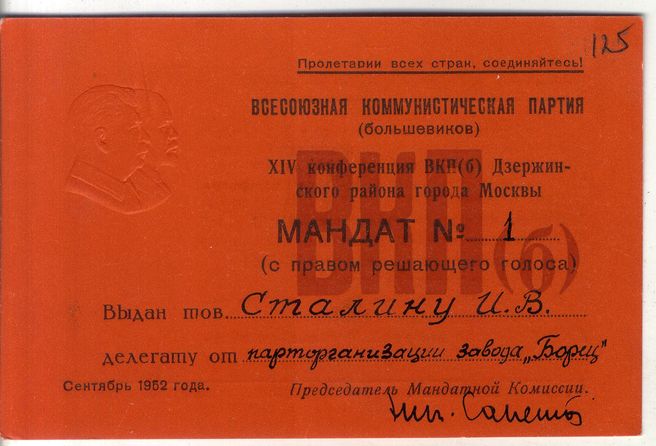 125
Пролетарии всех стран, соединяйтесь!
ВСЕСОЮЗНАЯ КОММУНИСТИЧЕСКАЯ ПАРТИЯ
(большевиков)
XIV конференция ВКП(б) Дзержин-
ского района города Москвы
ВКП(б)
МАНДАТ № 1
(с правом решающего голоса)
Выдан тов. Сталину И.В.
делегату от парторганизации завода „Борец"
Сентябрь 1952 года.
Председатель Мандатной Комиссии.